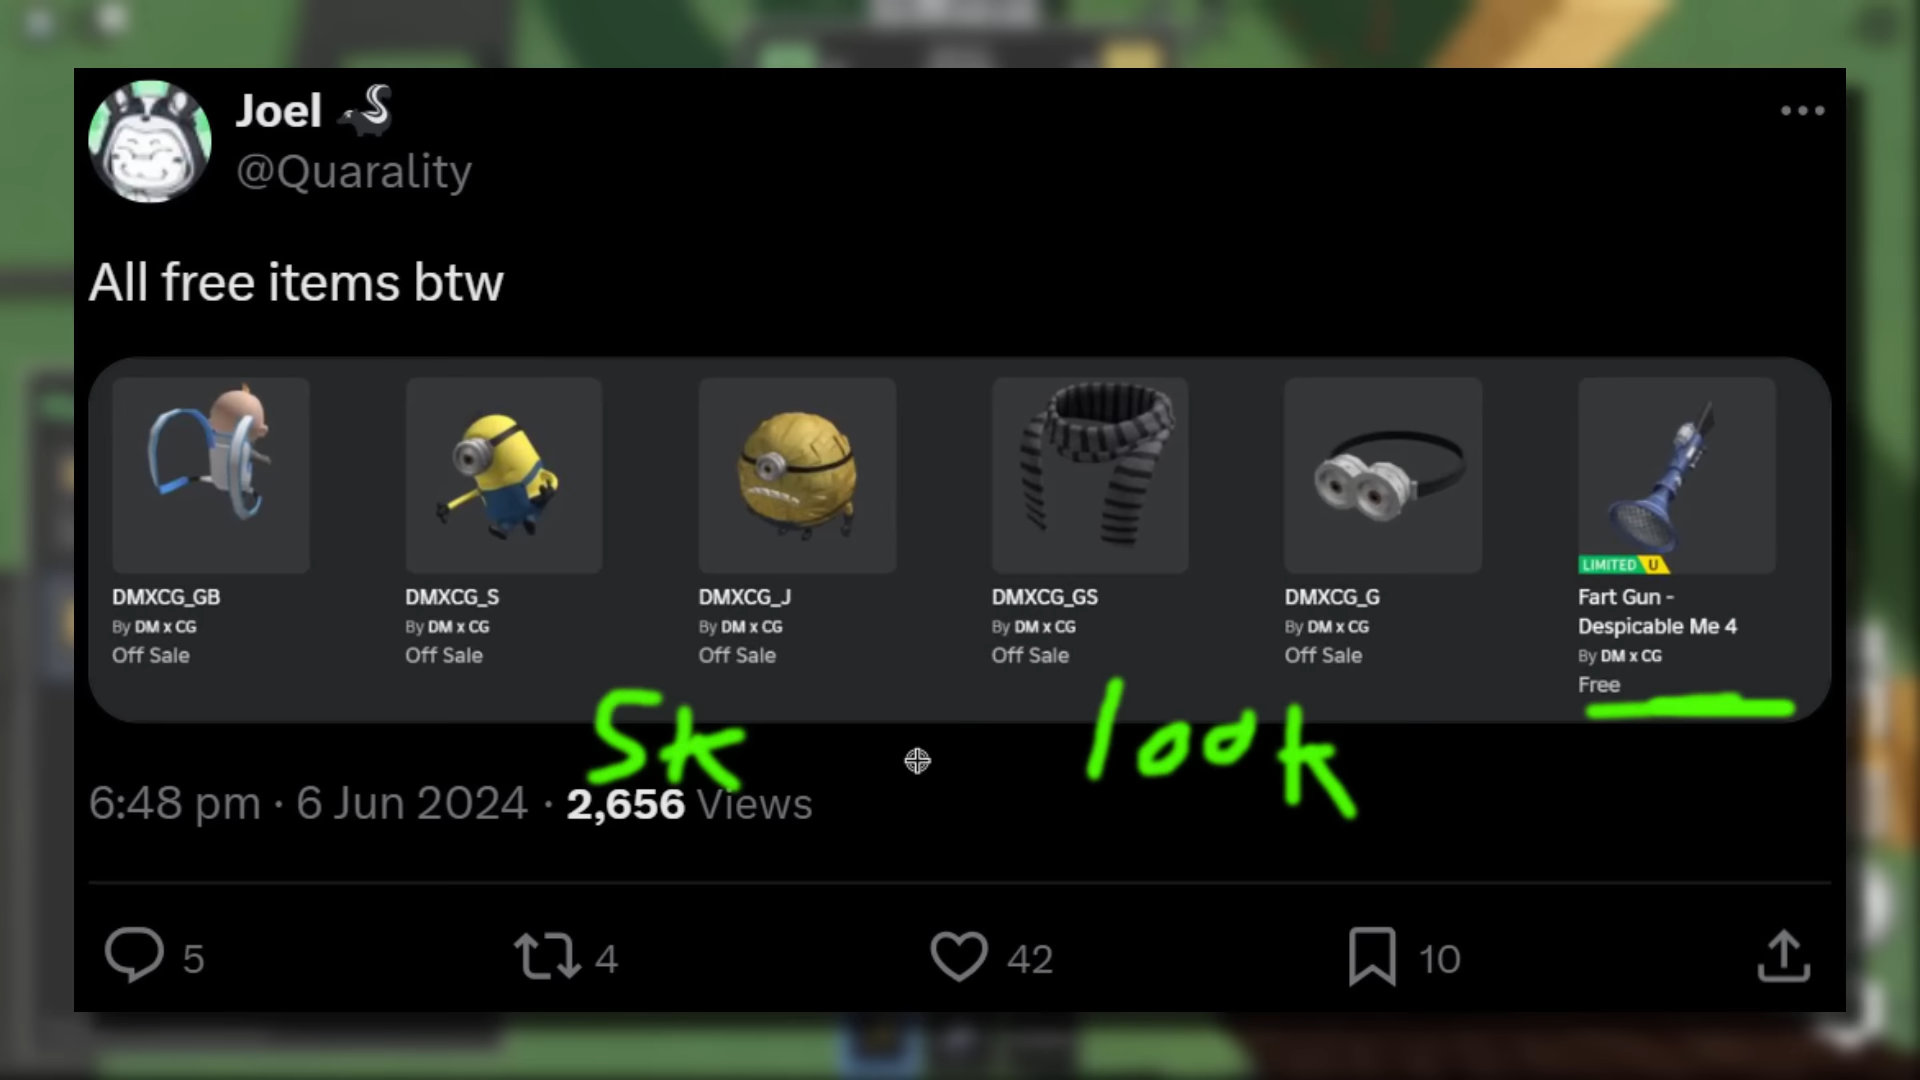 Joel 🦨
@Quarality
All free items btw
DMXCG_GB
By DM x CG
Off Sale
DMXCG_S
By DM x CG
Off Sale
DMXCG_J
By DM x CG
Off Sale
DMXCG_GS
By DM x CG
Off Sale
DMXCG_G
By DM x CG
Off Sale
LIMITED U
Fart Gun -
Despicable Me 4
By DM x CG
Free
5k
100k
6:48 pm · 6 Jun 2024 · 2,656 Views
5
4
42
10